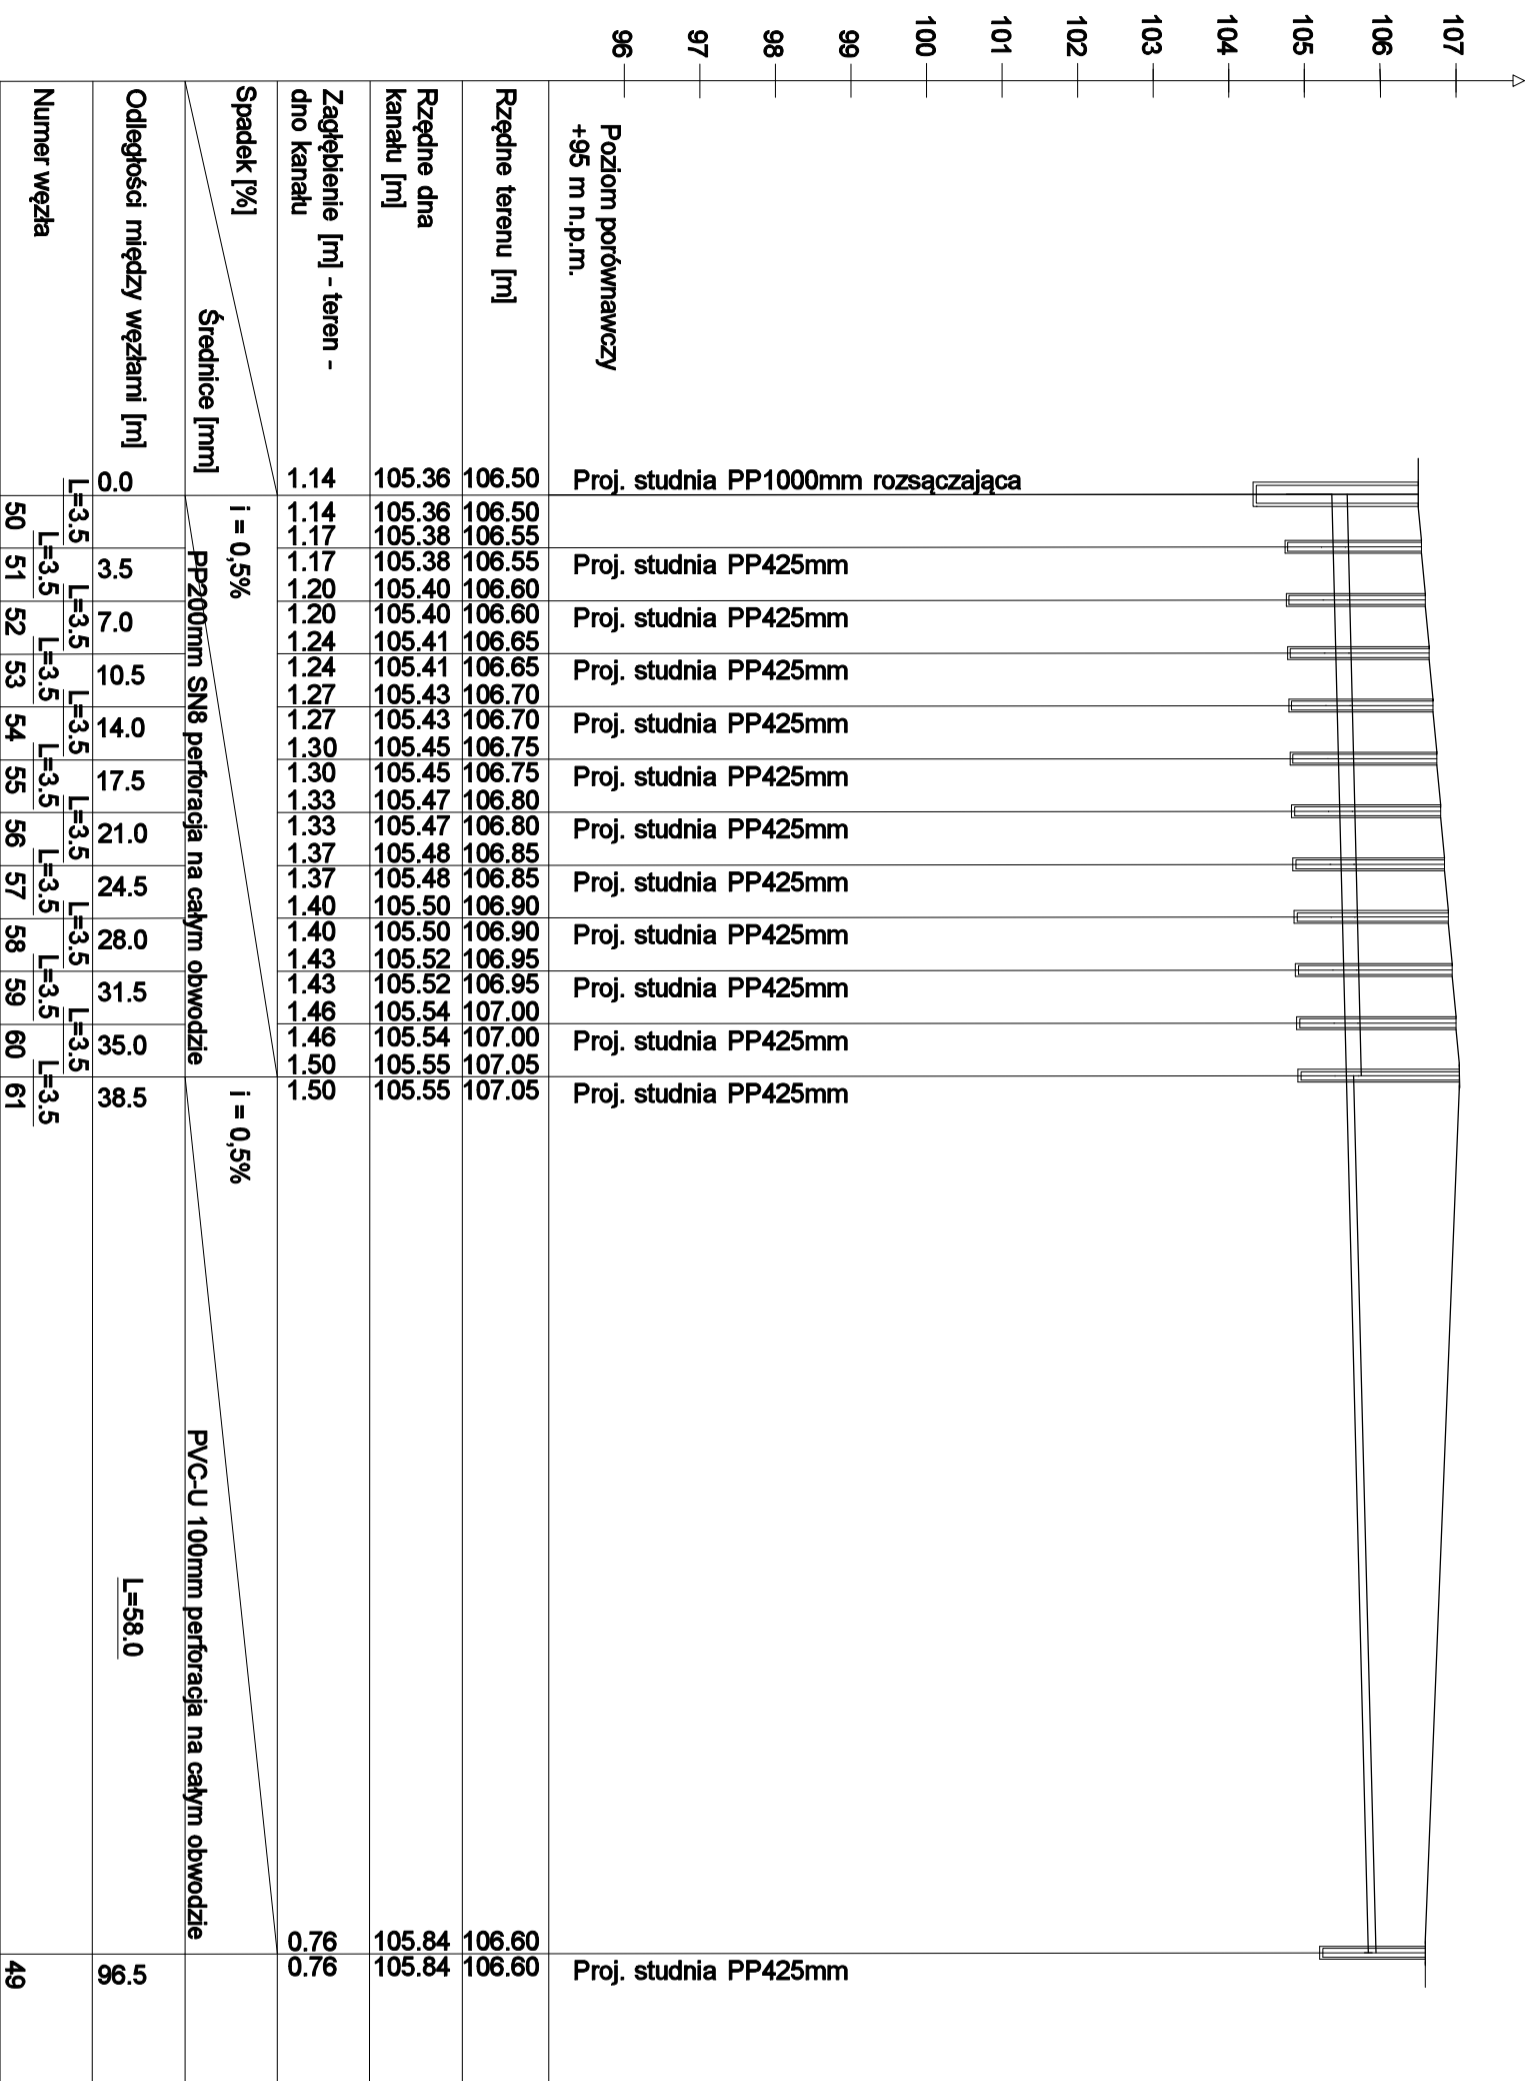 107
106
105
104
103
102
101
100
99
98
97
96
Poziom porównawczy
+95 m n.p.m.
Proj. studnia PP1000mm rozsączająca
Proj. studnia PP425mm
Proj. studnia PP425mm
Proj. studnia PP425mm
Proj. studnia PP425mm
Proj. studnia PP425mm
Proj. studnia PP425mm
Proj. studnia PP425mm
Proj. studnia PP425mm
Proj. studnia PP425mm
Proj. studnia PP425mm
Proj. studnia PP425mm
Proj. studnia PP425mm
Rzędne terenu [m]
106.50 106.50 106.55 106.55 106.60 106.60 106.65 106.65 106.70 106.70 106.75 106.75 106.80 106.80 106.85 106.85 106.90 106.90 106.95 106.95 107.00 107.00 107.05 107.05 106.60 106.60
Rzędne dna
kanału [m]
105.36 105.36 105.38 105.38 105.40 105.40 105.41 105.41 105.43 105.43 105.45 105.45 105.47 105.47 105.48 105.48 105.50 105.50 105.52 105.52 105.54 105.54 105.55 105.55 105.84 105.84
Zagłębienie [m] - teren -
dno kanału
1.14 1.14 1.17 1.17 1.20 1.20 1.24 1.24 1.27 1.27 1.30 1.30 1.33 1.33 1.37 1.37 1.40 1.40 1.43 1.43 1.46 1.46 1.50 1.50 0.76 0.76
Spadek [%]
i = 0,5%
i = 0,5%
Średnice [mm]
PP200mm SN8 perforacja na całym obwodzie
PVC-U 100mm perforacja na całym obwodzie
Odległości między węzłami [m]
0.0 3.5 7.0 10.5 14.0 17.5 21.0 24.5 28.0 31.5 35.0 38.5 96.5
L=58.0
L=3.5 L=3.5 L=3.5 L=3.5 L=3.5 L=3.5
L=3.5 L=3.5 L=3.5 L=3.5 L=3.5
Numer węzła
50 51 52 53 54 55 56 57 58 59 60 61 49